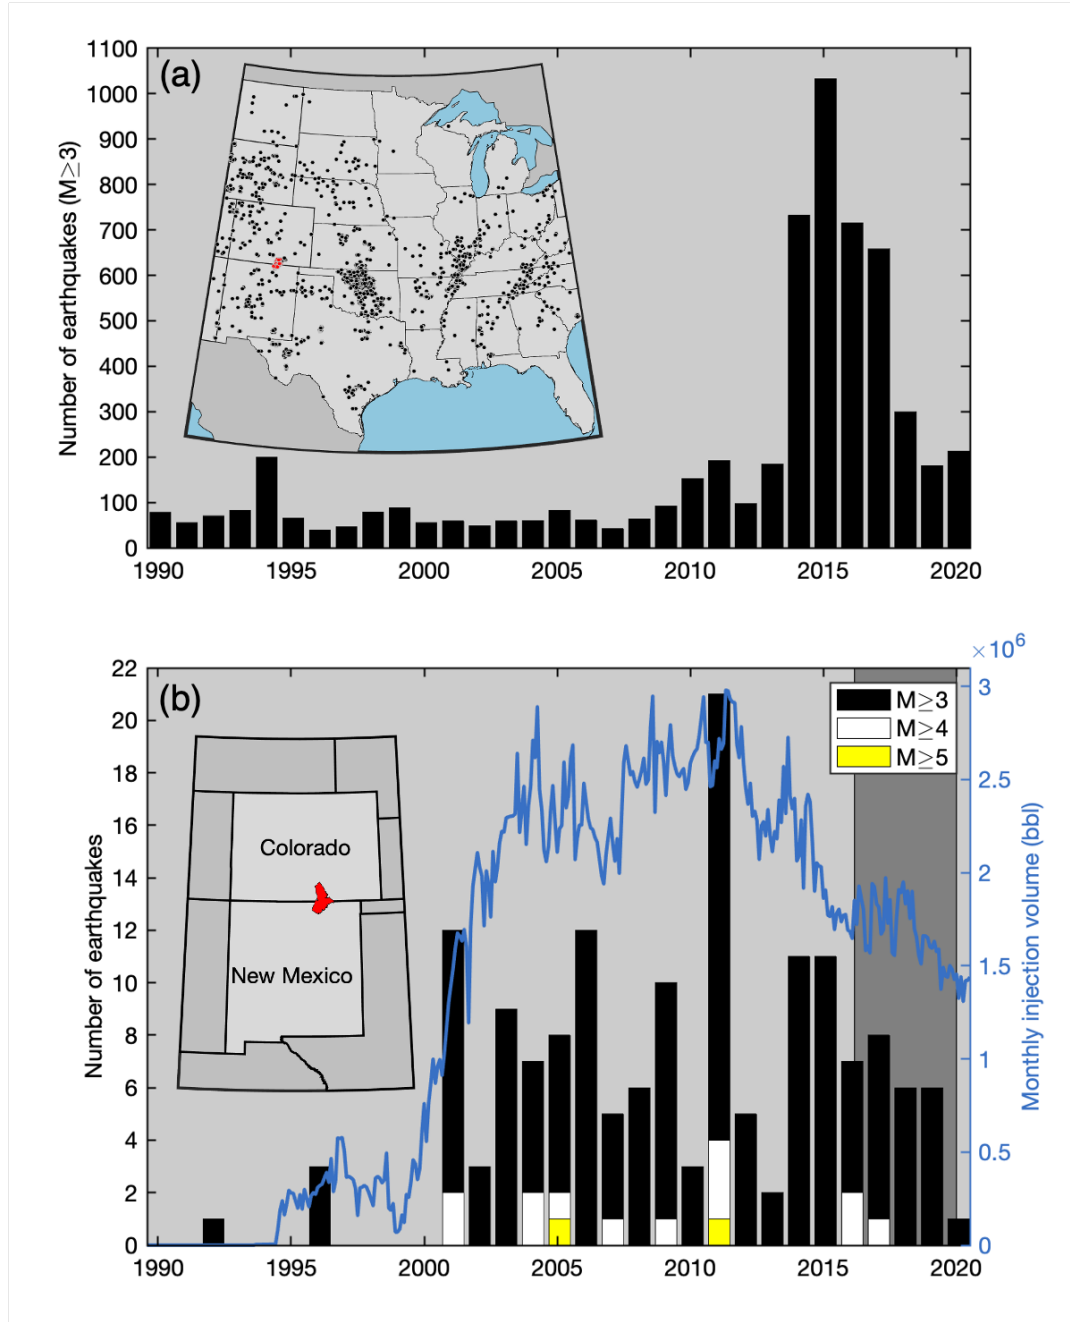 (a)
Number of earthquakes (M≥3)
1100
1000
900
800
700
600
500
400
300
200
100
0
1990 1995 2000 2005 2010 2015 2020
(b)
×10⁶
M≥3
M≥4
M≥5
Colorado
New Mexico
Number of earthquakes
22
20
18
16
14
12
10
8
6
4
2
0
Monthly injection volume (bbl)
3
2.5
2
1.5
1
0.5
0
1990 1995 2000 2005 2010 2015 2020